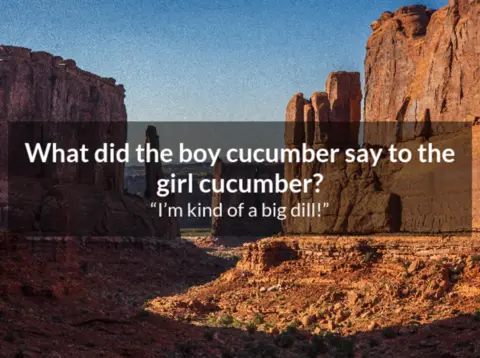 What did the boy cucumber say to the
girl cucumber?
“I’m kind of a big dill!”